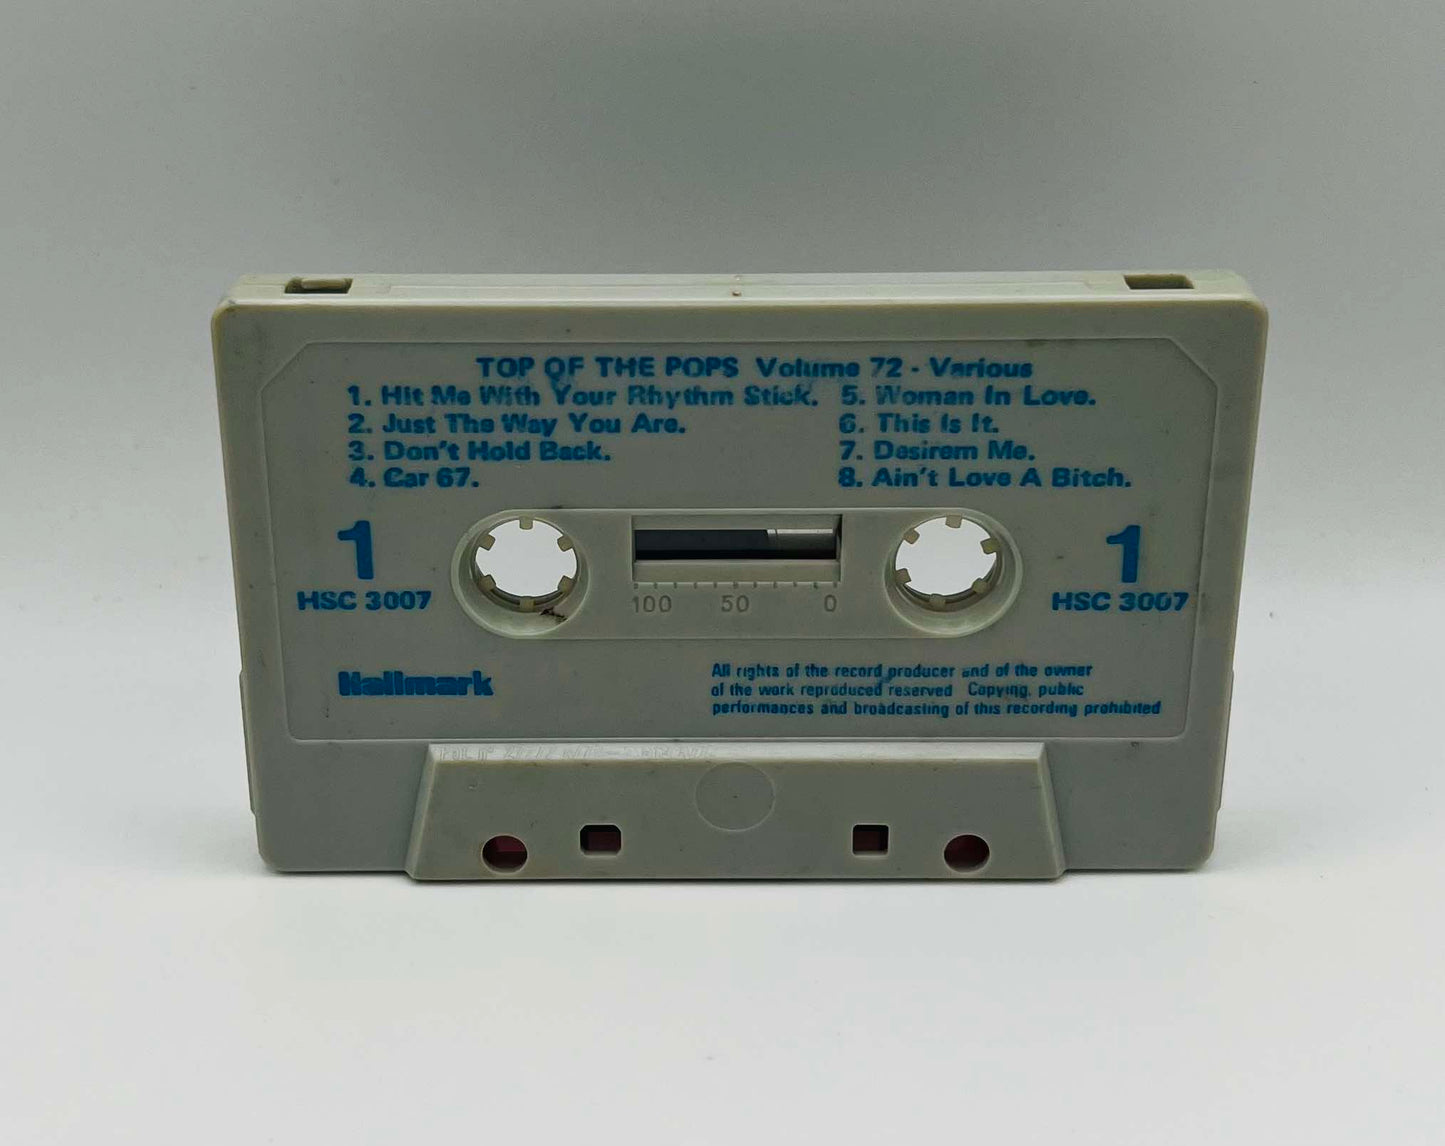 TOP OF THE POPS Volume 72 - Various
1. Hit Me With Your Rhythm Stick.
2. Just The Way You Are.
3. Don't Hold Back.
4. Car 67.
5. Woman In Love.
6. This Is It.
7. Desirem Me.
8. Ain't Love A Bitch.
1
HSC 3007
100 50 0
1
HSC 3007
Hallmark
All rights of the record producer and of the owner
of the work reproduced reserved Copying, public
performances and broadcasting of this recording prohibited